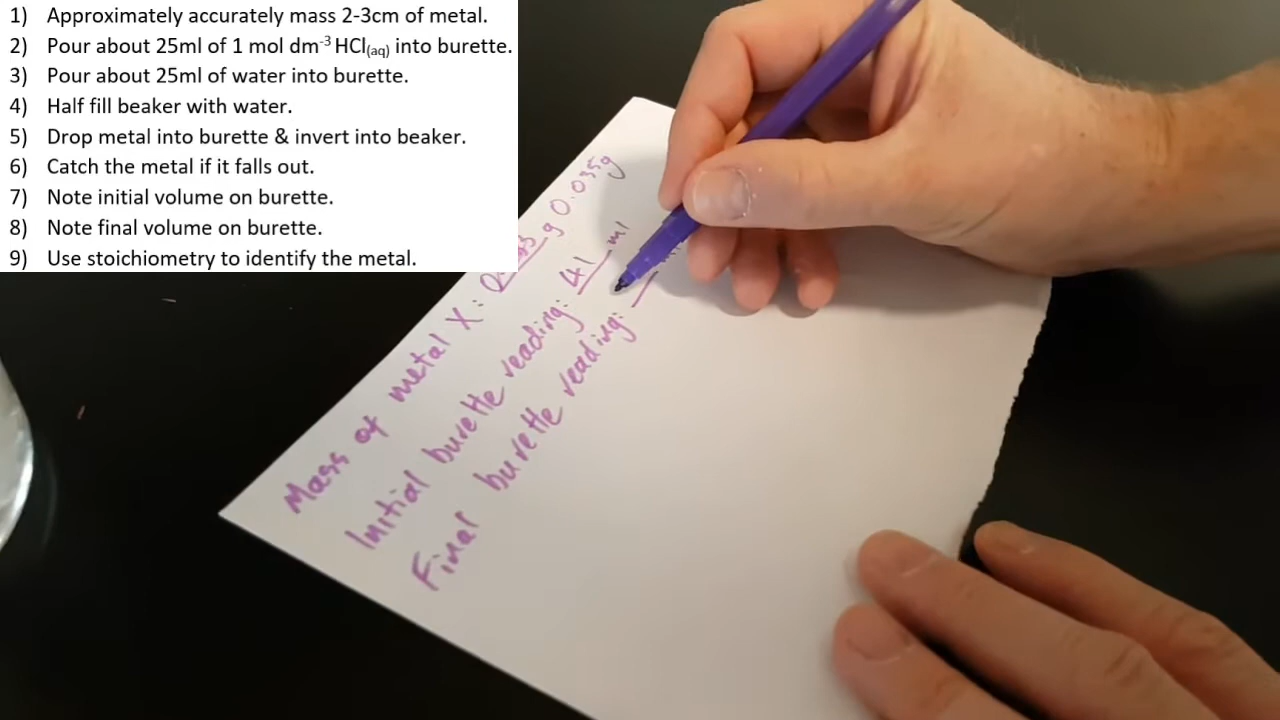 1) Approximately accurately mass 2-3cm of metal.
2) Pour about 25ml of 1 mol dm⁻³ HCl(aq) into burette.
3) Pour about 25ml of water into burette.
4) Half fill beaker with water.
5) Drop metal into burette & invert into beaker.
6) Catch the metal if it falls out.
7) Note initial volume on burette.
8) Note final volume on burette.
9) Use stoichiometry to identify the metal.
Mass of metal X: g 0.035g
Initial burette reading: 41 ml
Final burette reading: